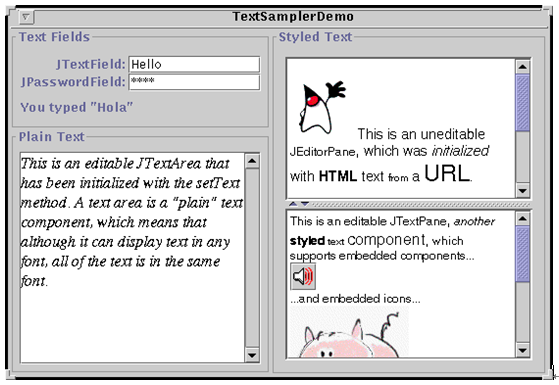 TextSamplerDemo
Text Fields
JTextField: Hello
JPasswordField: ****
You typed "Hola"
Plain Text
This is an editable JTextArea that
has been initialized with the setText
method. A text area is a "plain" text
component, which means that
although it can display text in any
font, all of the text is in the same
font.
Styled Text
This is an uneditable
JEditorPane, which was initialized
with HTML text from a URL.
This is an editable JTextPane, another
styled text component, which
supports embedded components...
...and embedded icons...